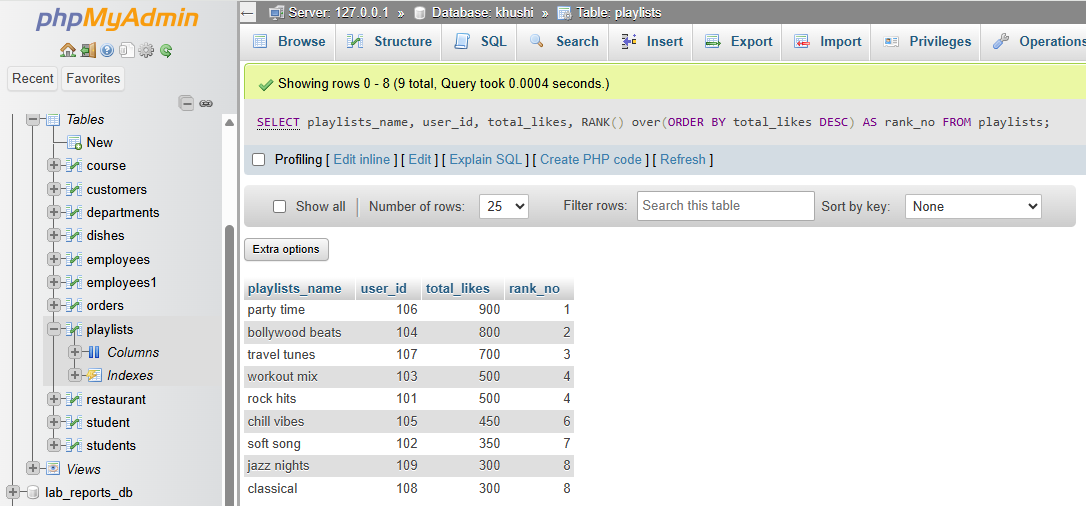 phpMyAdmin
Recent Favorites
Tables
New
course
customers
departments
dishes
employees
employees1
orders
playlists
Columns
Indexes
restaurant
student
students
Views
lab_reports_db
Server: 127.0.0.1 » Database: khushi » Table: playlists
Browse Structure SQL Search Insert Export Import Privileges Operations
Showing rows 0 - 8 (9 total, Query took 0.0004 seconds.)
SELECT playlists_name, user_id, total_likes, RANK() over(ORDER BY total_likes DESC) AS rank_no FROM playlists;
Profiling [ Edit inline ] [ Edit ] [ Explain SQL ] [ Create PHP code ] [ Refresh ]
Show all Number of rows: 25 Filter rows: Search this table Sort by key: None
Extra options
playlists_name user_id total_likes rank_no
party time 106 900 1
bollywood beats 104 800 2
travel tunes 107 700 3
workout mix 103 500 4
rock hits 101 500 4
chill vibes 105 450 6
soft song 102 350 7
jazz nights 109 300 8
classical 108 300 8